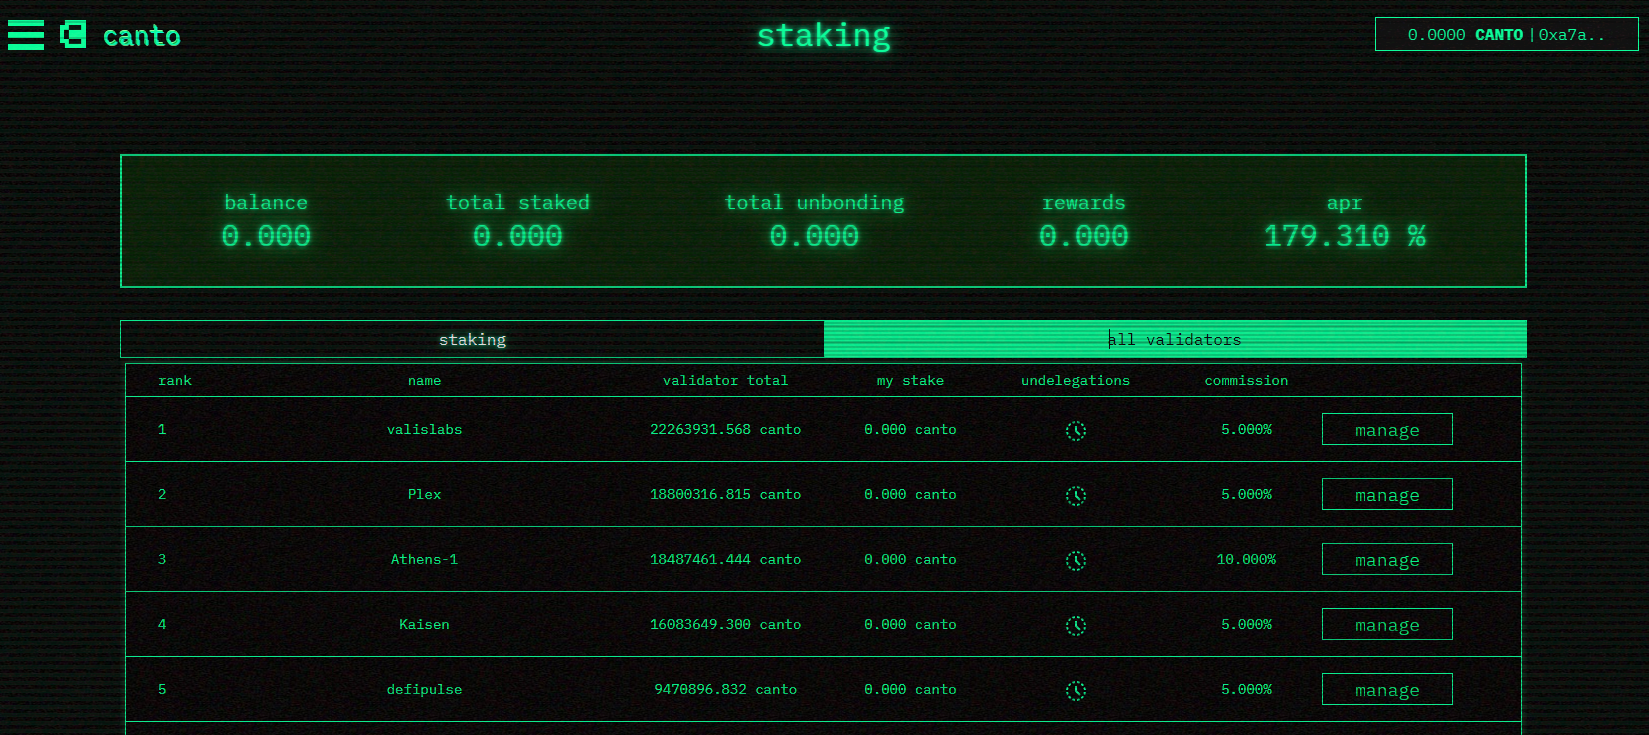 canto
staking
0.0000 CANTO | 0xa7a..
balance total staked total unbonding rewards apr
0.000 0.000 0.000 0.000 179.310 %
staking all validators
rank name validator total my stake undelegations commission
1 valislabs 22263931.568 canto 0.000 canto 5.000% manage
2 Plex 18800316.815 canto 0.000 canto 5.000% manage
3 Athens-1 18487461.444 canto 0.000 canto 10.000% manage
4 Kaisen 16083649.300 canto 0.000 canto 5.000% manage
5 defipulse 9470896.832 canto 0.000 canto 5.000% manage